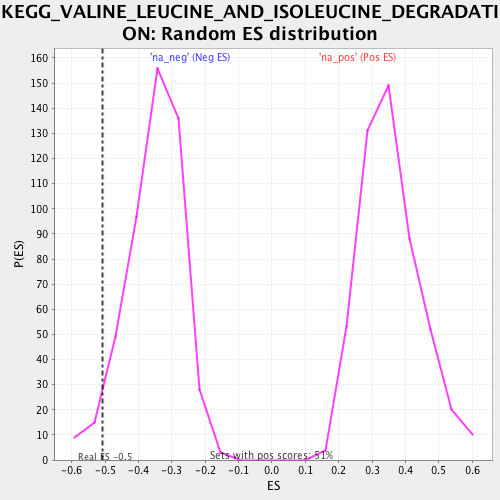 KEGG_VALINE_LEUCINE_AND_ISOLEUCINE_DEGRADATI
ON: Random ES distribution
'na_neg' (Neg ES)
'na_pos' (Pos ES)
160
150
140
130
120
110
100
90
80
70
60
50
40
30
20
10
0
P(ES)
Real ES -0.5
Sets with pos scores: 51%
-0.6 -0.5 -0.4 -0.3 -0.2 -0.1 0.0 0.1 0.2 0.3 0.4 0.5 0.6
ES